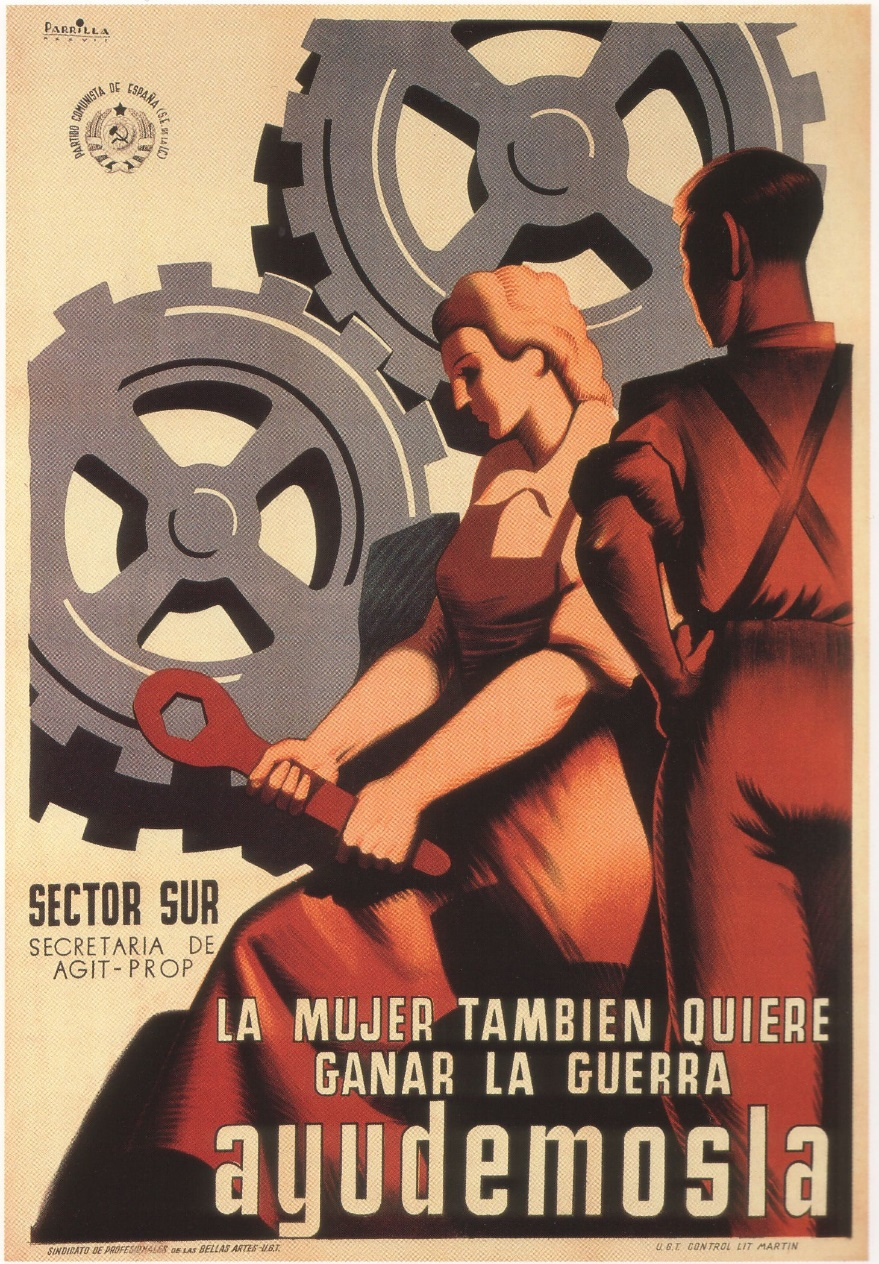 PARRILLA
PARTIDO COMUNISTA DE ESPAÑA (S.E. DE LA I.C)
SECTOR SUR
SECRETARIA DE
AGIT-PROP
LA MUJER TAMBIEN QUIERE
GANAR LA GUERRA
ayudemosla
SINDICATO DE PROFESIONALES DE LAS BELLAS ARTES-U.G.T.
U.G.T. CONTROL LIT MARTIN